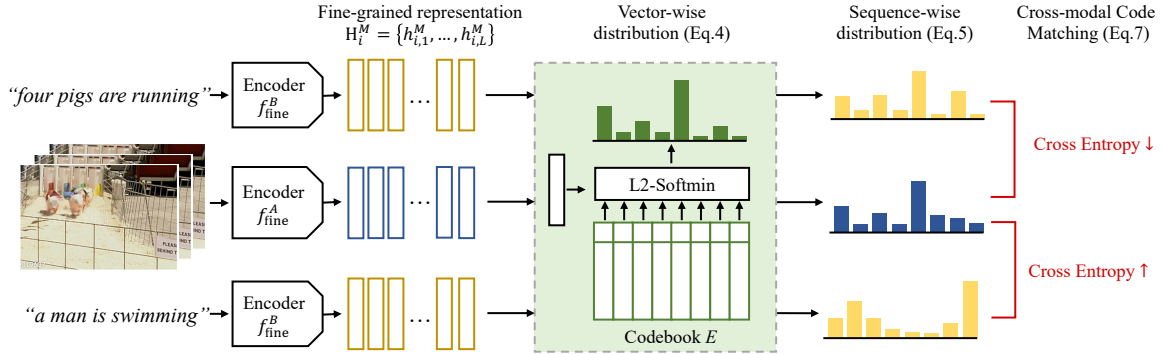 Fine-grained representation
H_i^M = {h_{i,1}^M, ..., h_{i,L}^M}
Vector-wise
distribution (Eq.4)
Sequence-wise
distribution (Eq.5)
Cross-modal Code
Matching (Eq.7)
“four pigs are running”
Encoder
f_fine^B
...
Encoder
f_fine^A
...
L2-Softmin
Cross Entropy ↓
Cross Entropy ↑
“a man is swimming”
Encoder
f_fine^B
...
Codebook E